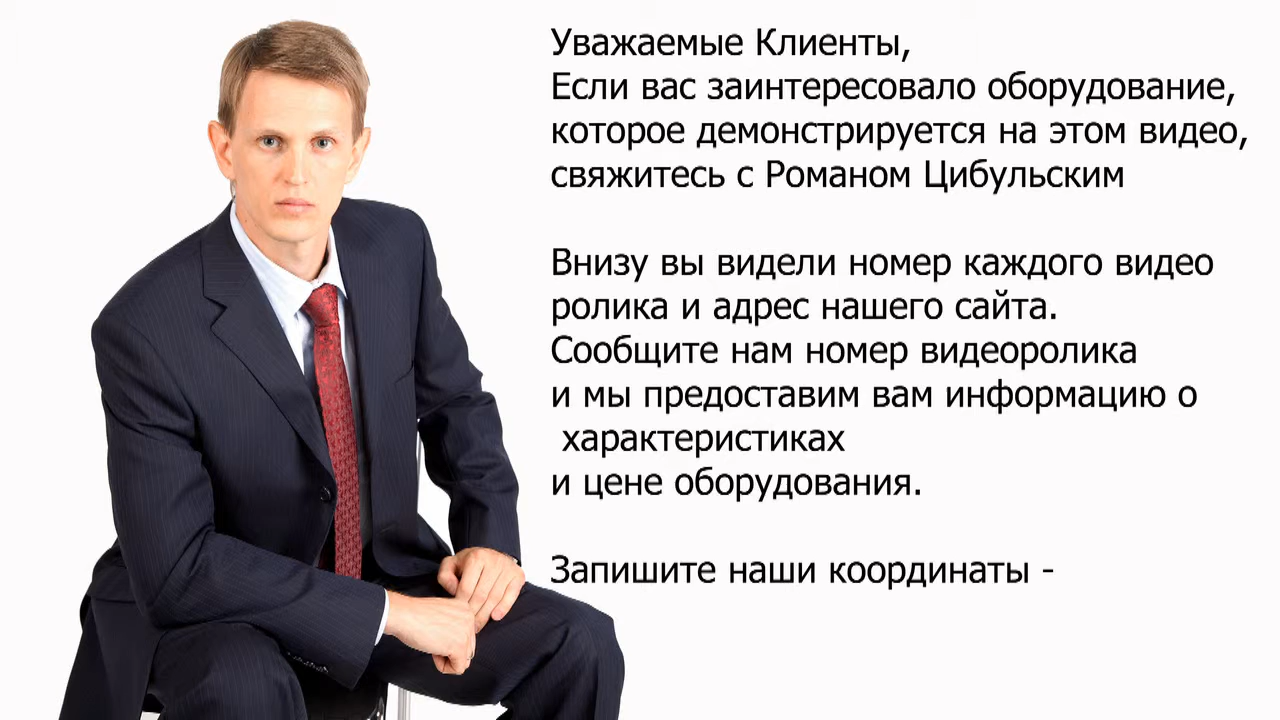 Уважаемые Клиенты,
Если вас заинтересовало оборудование,
которое демонстрируется на этом видео,
свяжитесь с Романом Цибульским
Внизу вы видели номер каждого видео
ролика и адрес нашего сайта.
Сообщите нам номер видеоролика
и мы предоставим вам информацию о
характеристиках
и цене оборудования.
Запишите наши координаты -